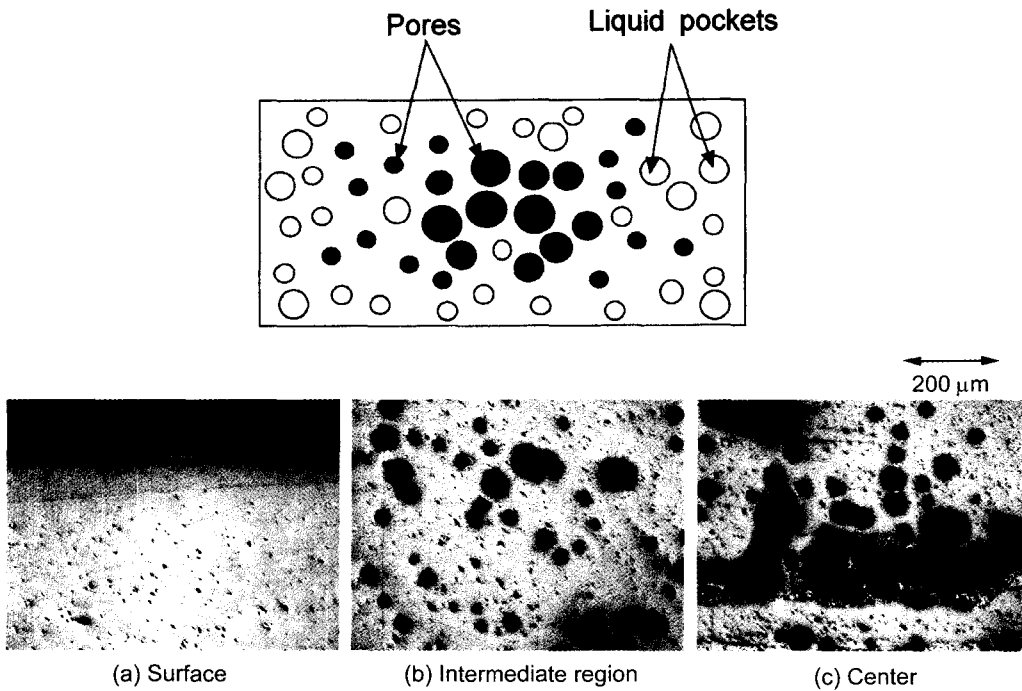 Pores
Liquid pockets
200 μm
(a) Surface
(b) Intermediate region
(c) Center